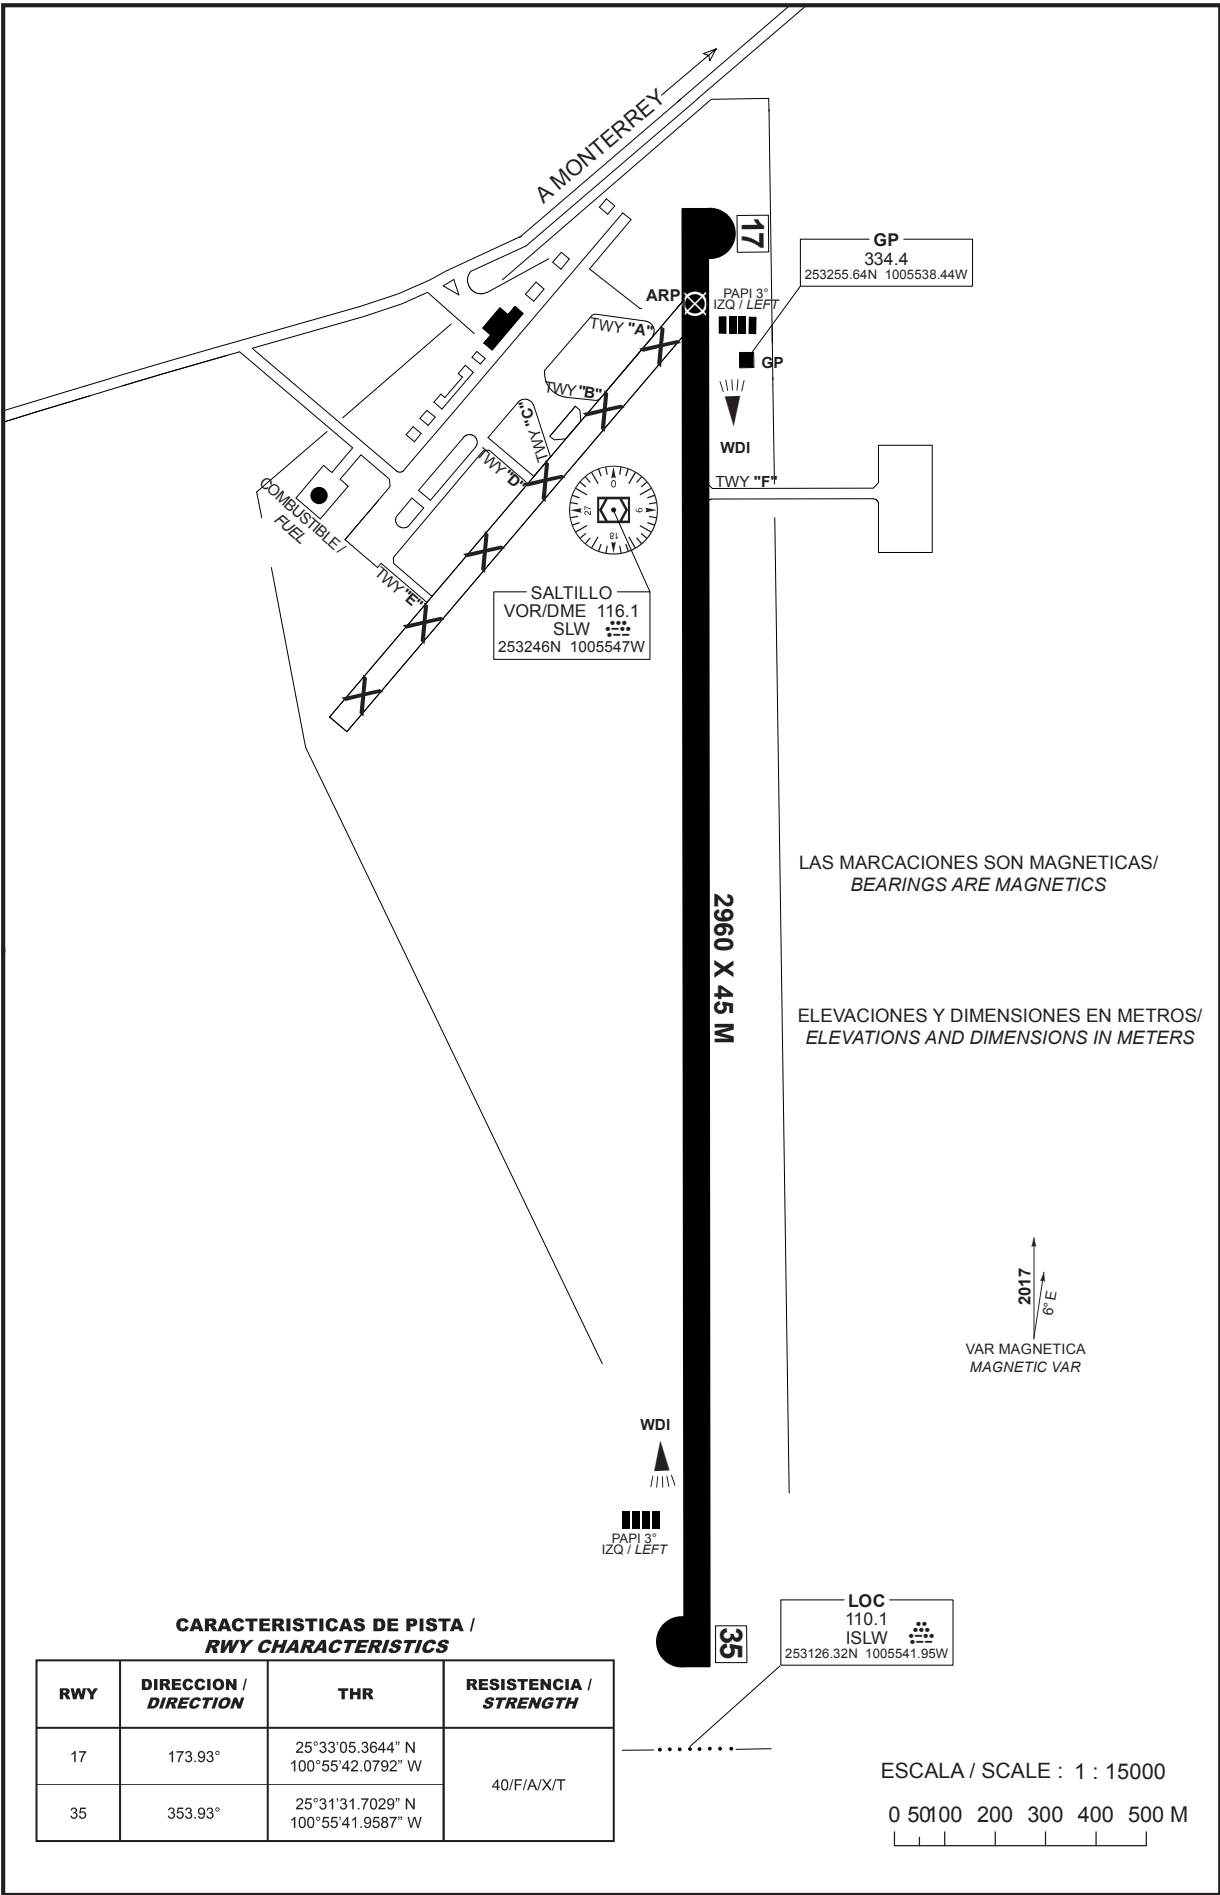 A MONTERREY
17
GP
334.4
253255.64N 1005538.44W
ARP
PAPI 3°
IZQ / LEFT
GP
WDI
TWY "A"
TWY "B"
TWY "C"
TWY "D"
TWY "E"
TWY "F"
COMBUSTIBLE /
FUEL
0
9
18
27
SALTILLO
VOR/DME 116.1
SLW
253246N 1005547W
2960 X 45 M
LAS MARCACIONES SON MAGNETICAS/
BEARINGS ARE MAGNETICS
ELEVACIONES Y DIMENSIONES EN METROS/
ELEVATIONS AND DIMENSIONS IN METERS
2017
6° E
VAR MAGNETICA
MAGNETIC VAR
WDI
PAPI 3°
IZQ / LEFT
35
LOC
110.1
ISLW
253126.32N 1005541.95W
CARACTERISTICAS DE PISTA /
RWY CHARACTERISTICS
RWY
DIRECCION /
DIRECTION
THR
RESISTENCIA /
STRENGTH
17
173.93°
25°33'05.3644" N
100°55'42.0792" W
40/F/A/X/T
35
353.93°
25°31'31.7029" N
100°55'41.9587" W
ESCALA / SCALE : 1 : 15000
0 50 100 200 300 400 500 M